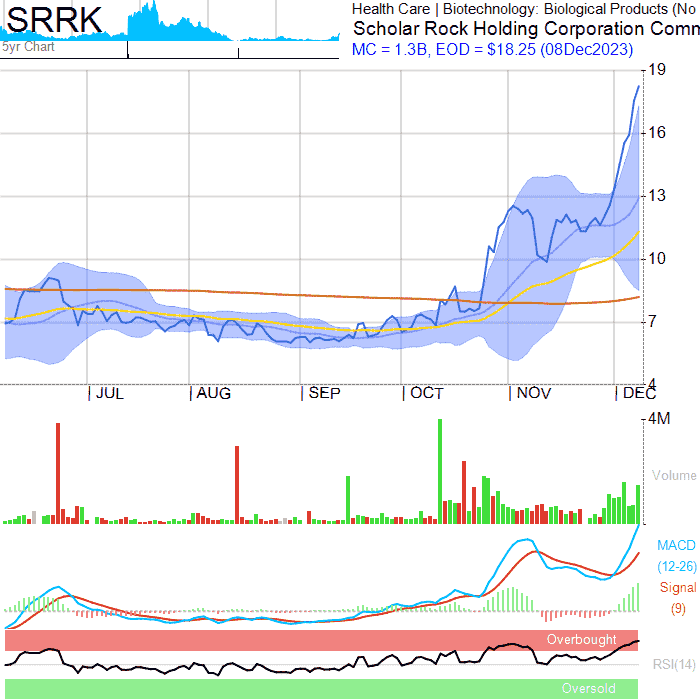 SRRK
5yr Chart
Health Care | Biotechnology: Biological Products (No
Scholar Rock Holding Corporation Comm
MC = 1.3B, EOD = $18.25 (08Dec2023)
19
16
13
10
7
4
JUL
AUG
SEP
OCT
NOV
DEC
4M
Volume
MACD
(12-26)
Signal
(9)
Overbought
RSI(14)
Oversold